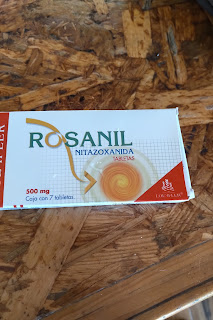 ROSANIL
NITAZOXANIDA
TABLETAS
500 mg
Caja con 7 tabletas